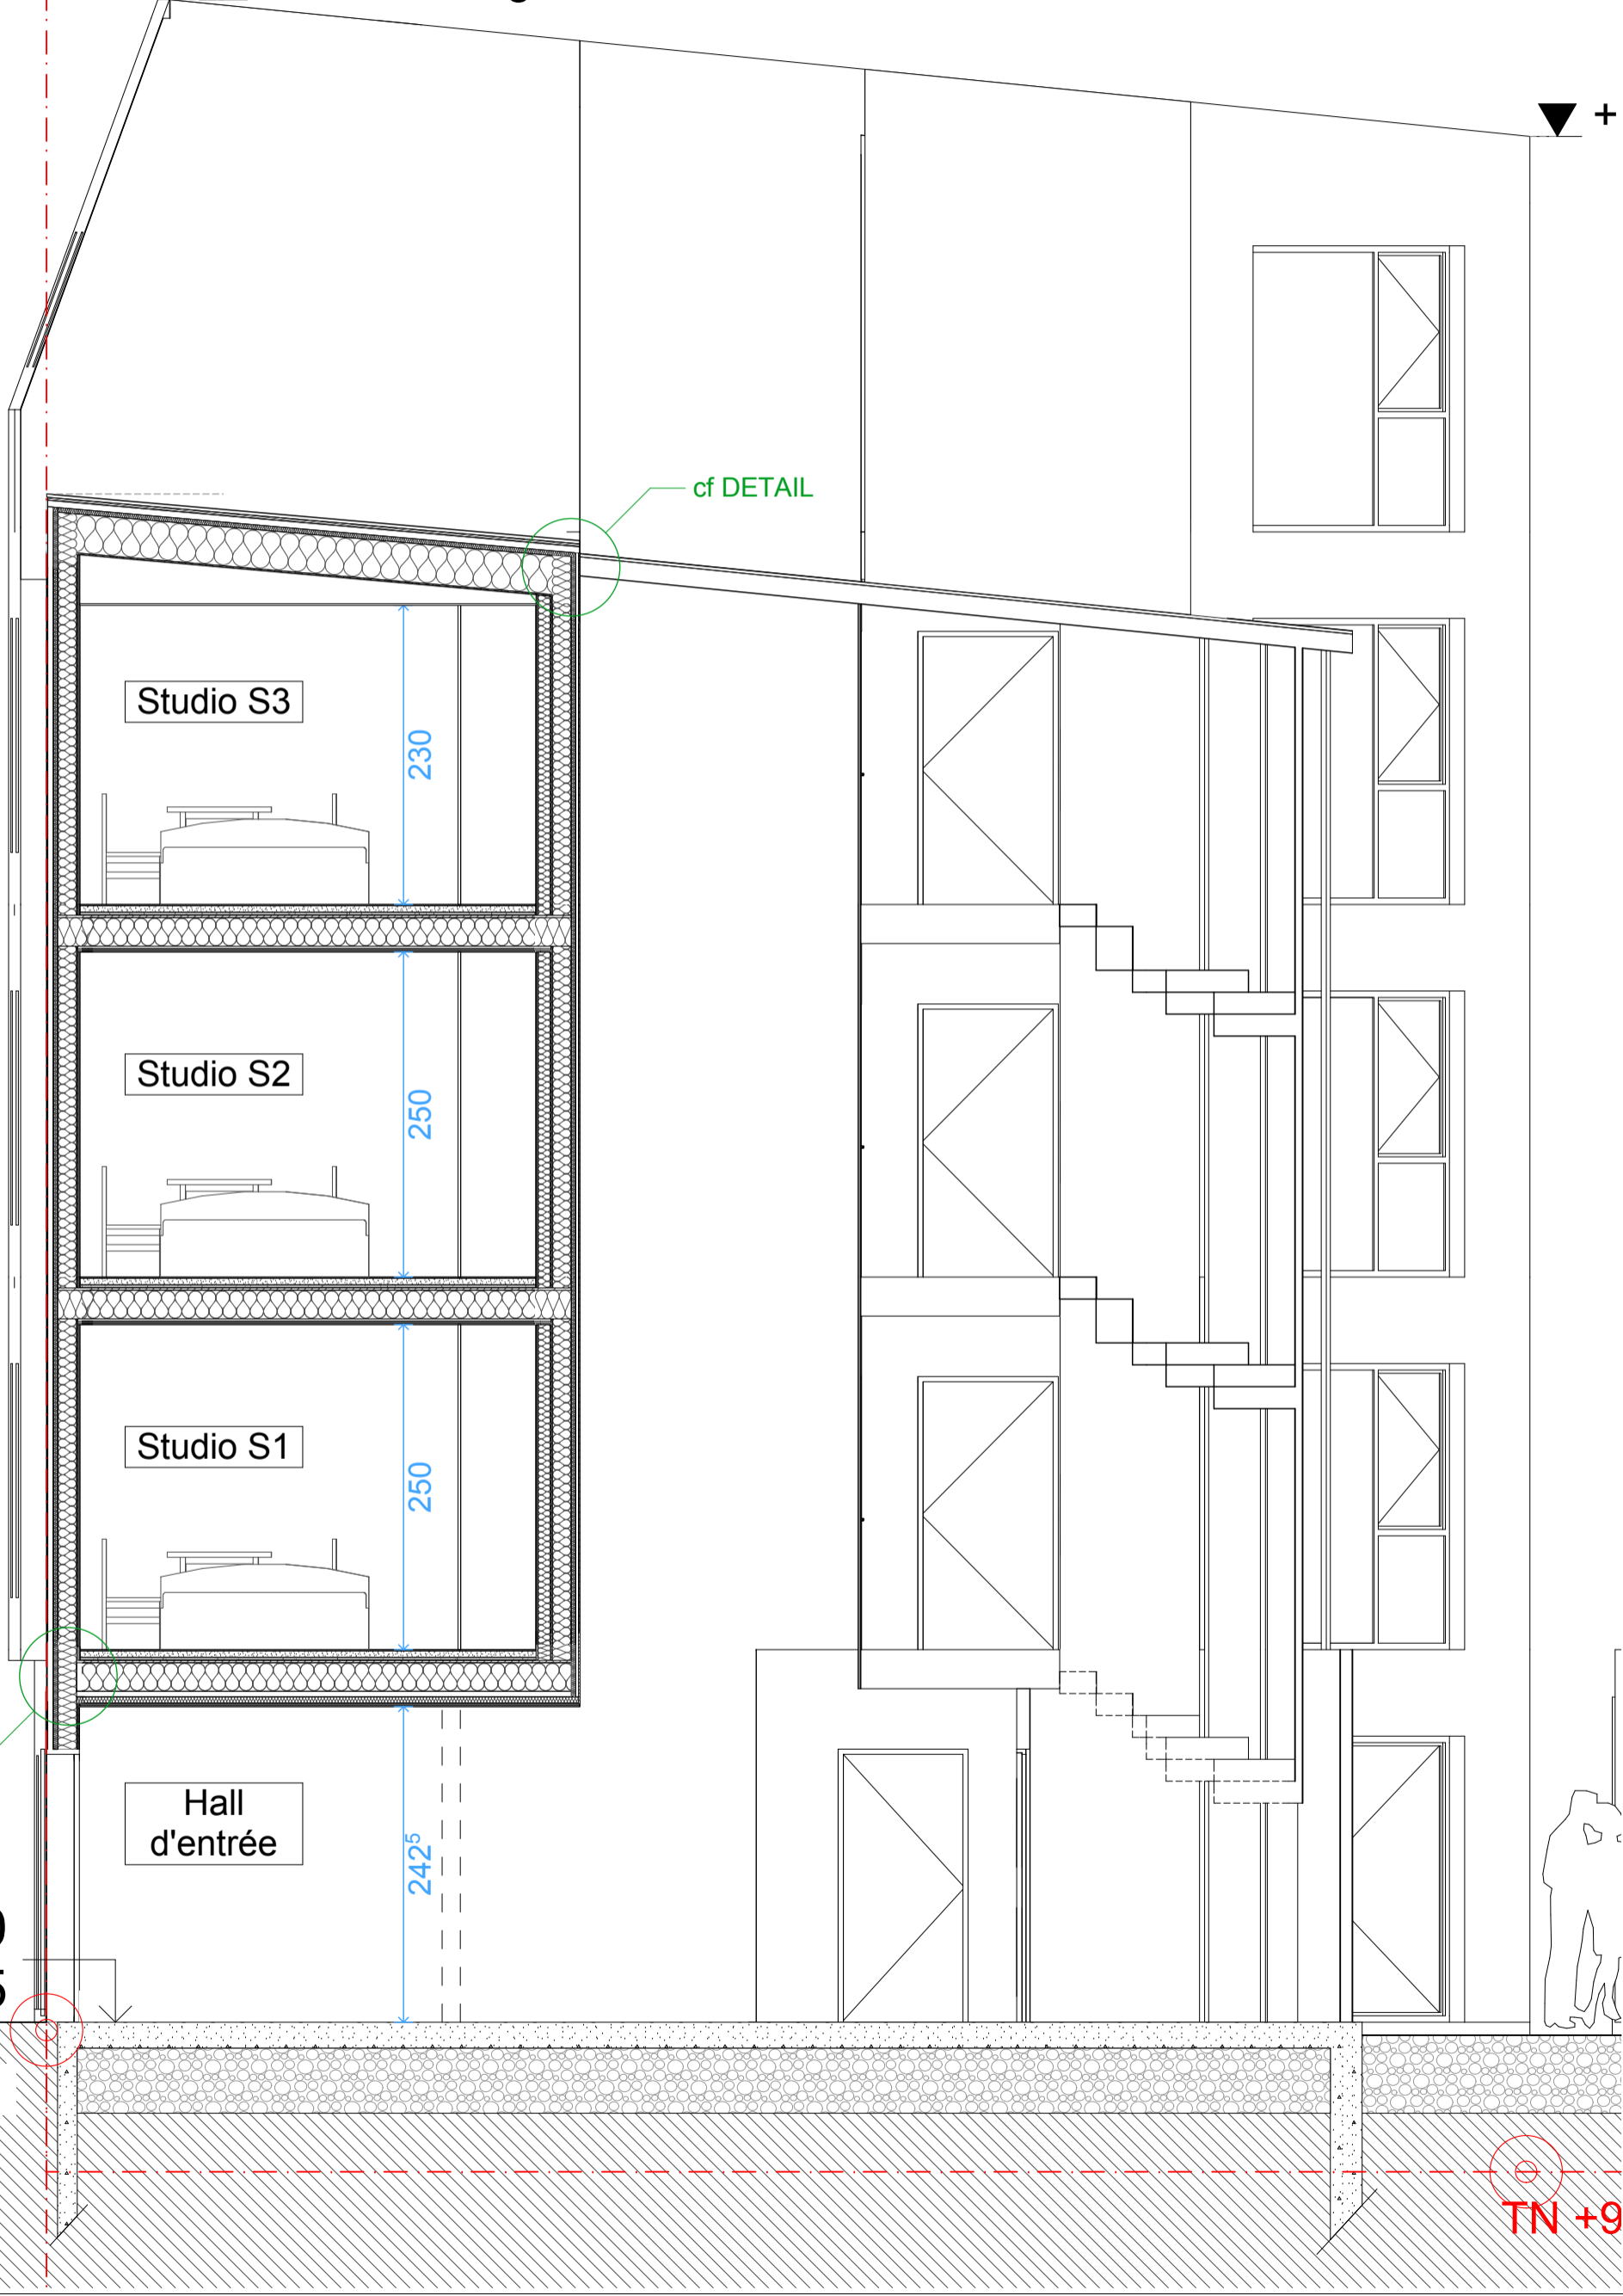 +
cf DETAIL
Studio S3
230
Studio S2
250
Studio S1
250
Hall
d'entrée
242⁵
TN +9